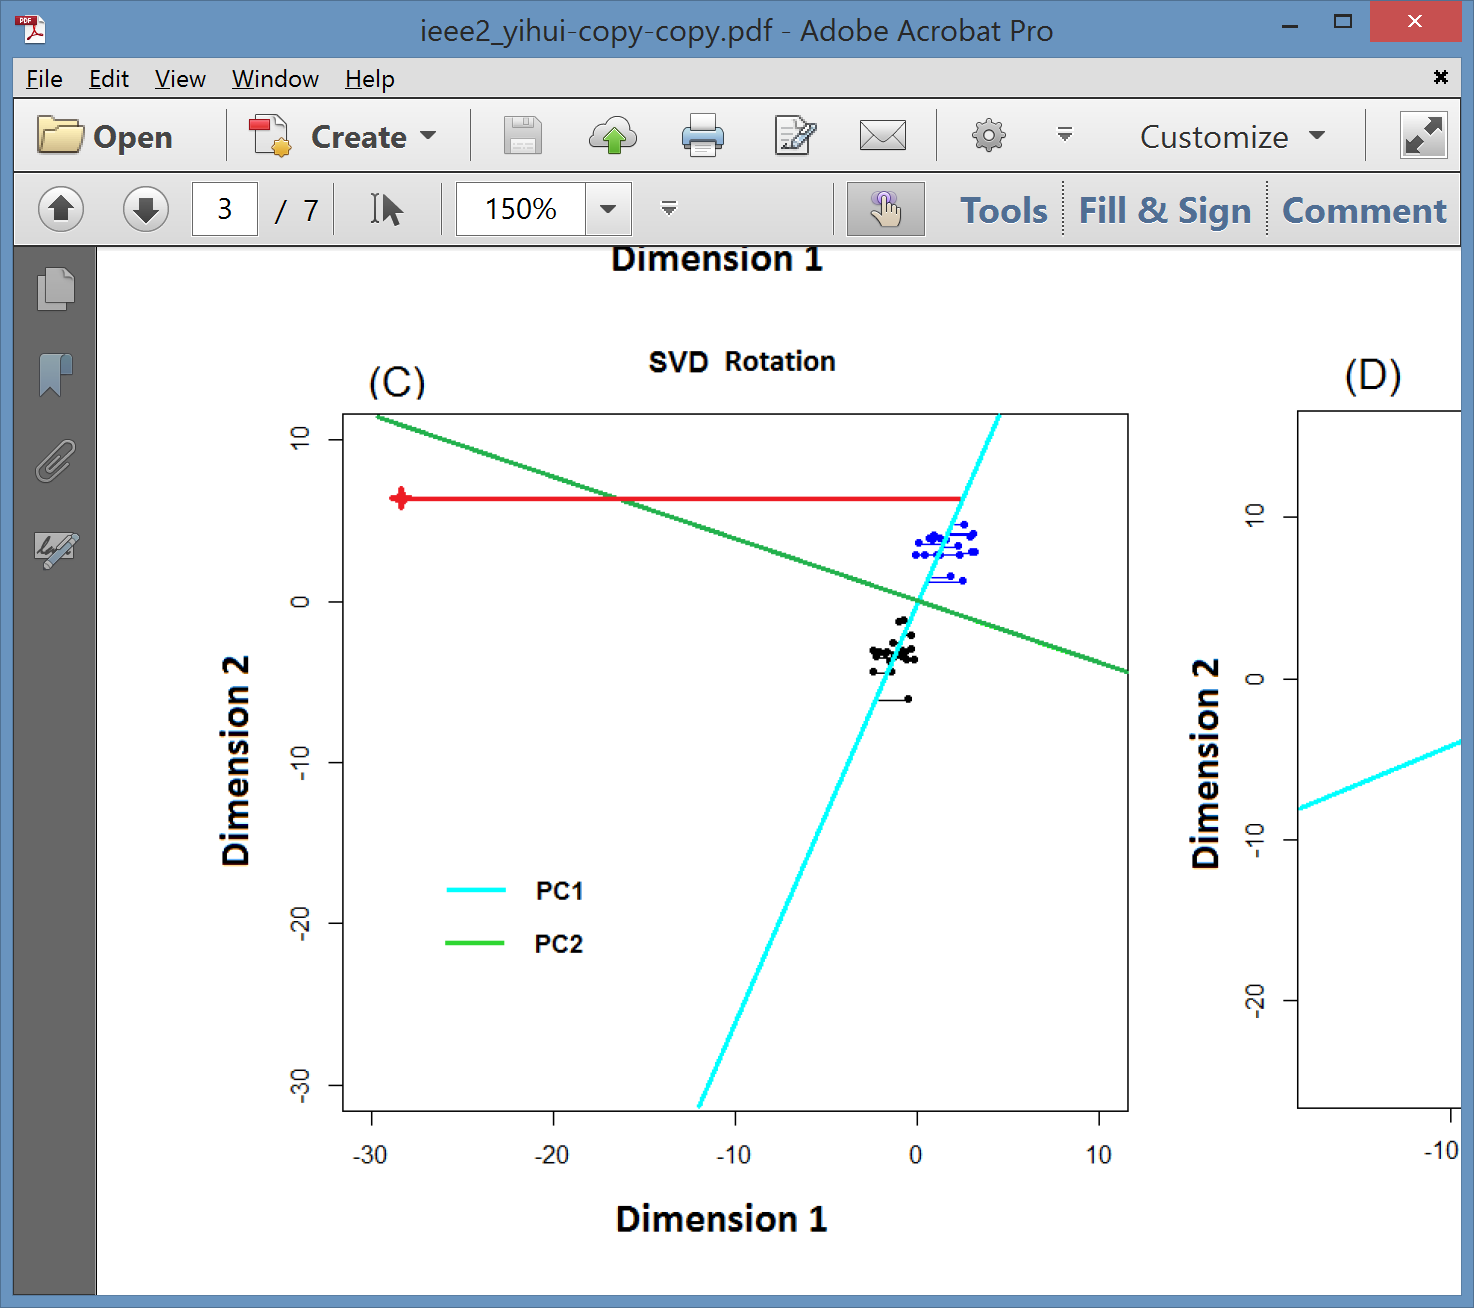 ieee2_yihui-copy-copy.pdf - Adobe Acrobat Pro
File Edit View Window Help
Open Create Customize
3 / 7 150% Tools Fill & Sign Comment
Dimension 1
SVD Rotation
(C)
10
0
-10
-20
-30
Dimension 2
PC1
PC2
-30 -20 -10 0 10
Dimension 1
(D)
10
0
-10
-20
Dimension 2
-10